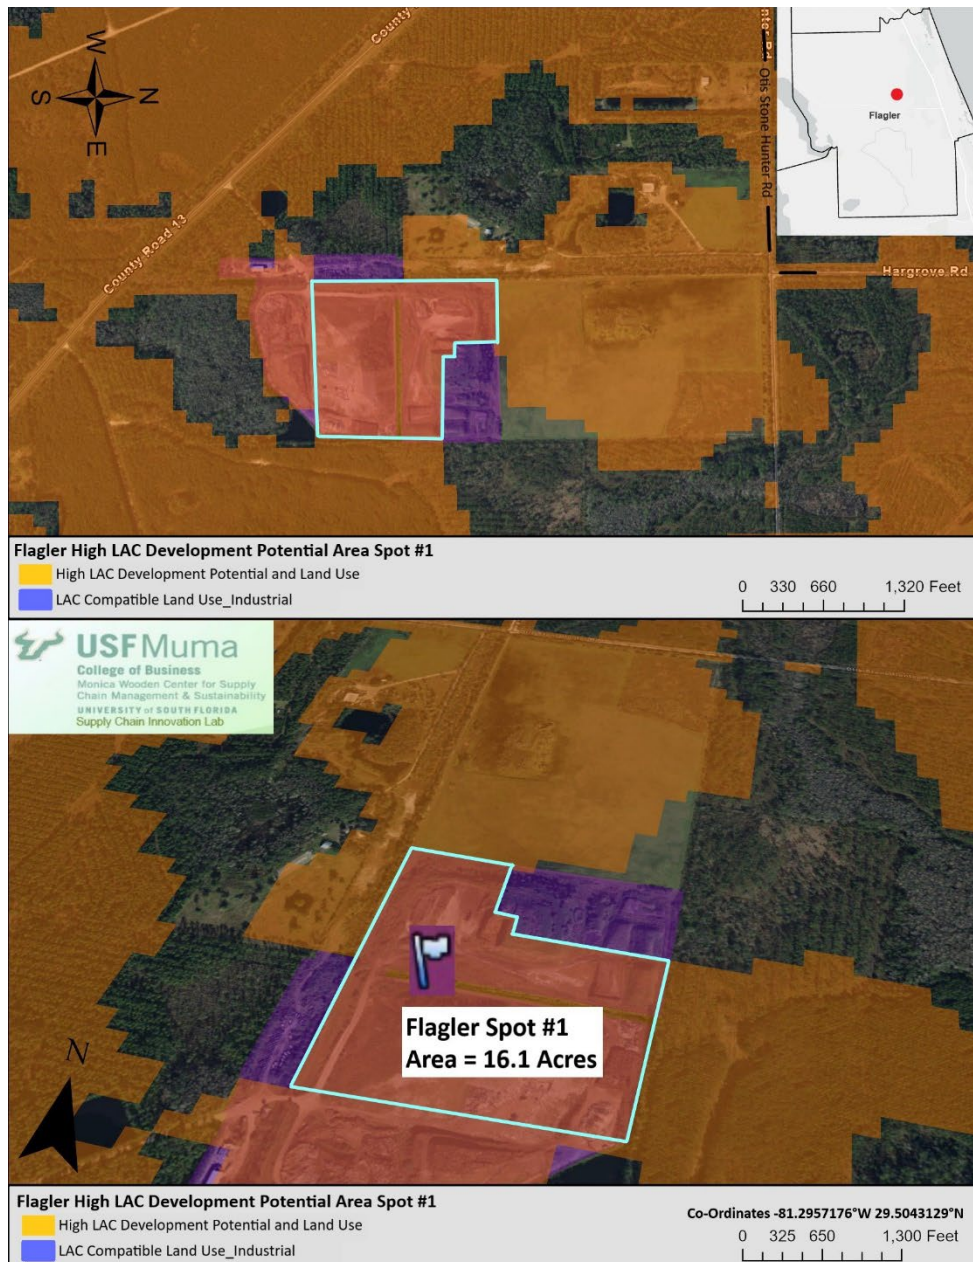 County
nter Rd
Otis Stone Hunter Rd
Flagler
W
S
N
E
County Road 13
Hargrove Rd
Flagler High LAC Development Potential Area Spot #1
High LAC Development Potential and Land Use
LAC Compatible Land Use_Industrial
0 330 660 1,320 Feet
USF Muma
College of Business
Monica Wooden Center for Supply
Chain Management & Sustainability
UNIVERSITY of SOUTH FLORIDA
Supply Chain Innovation Lab
Flagler Spot #1
Area = 16.1 Acres
N
Flagler High LAC Development Potential Area Spot #1
High LAC Development Potential and Land Use
LAC Compatible Land Use_Industrial
Co-Ordinates -81.2957176°W 29.5043129°N
0 325 650 1,300 Feet